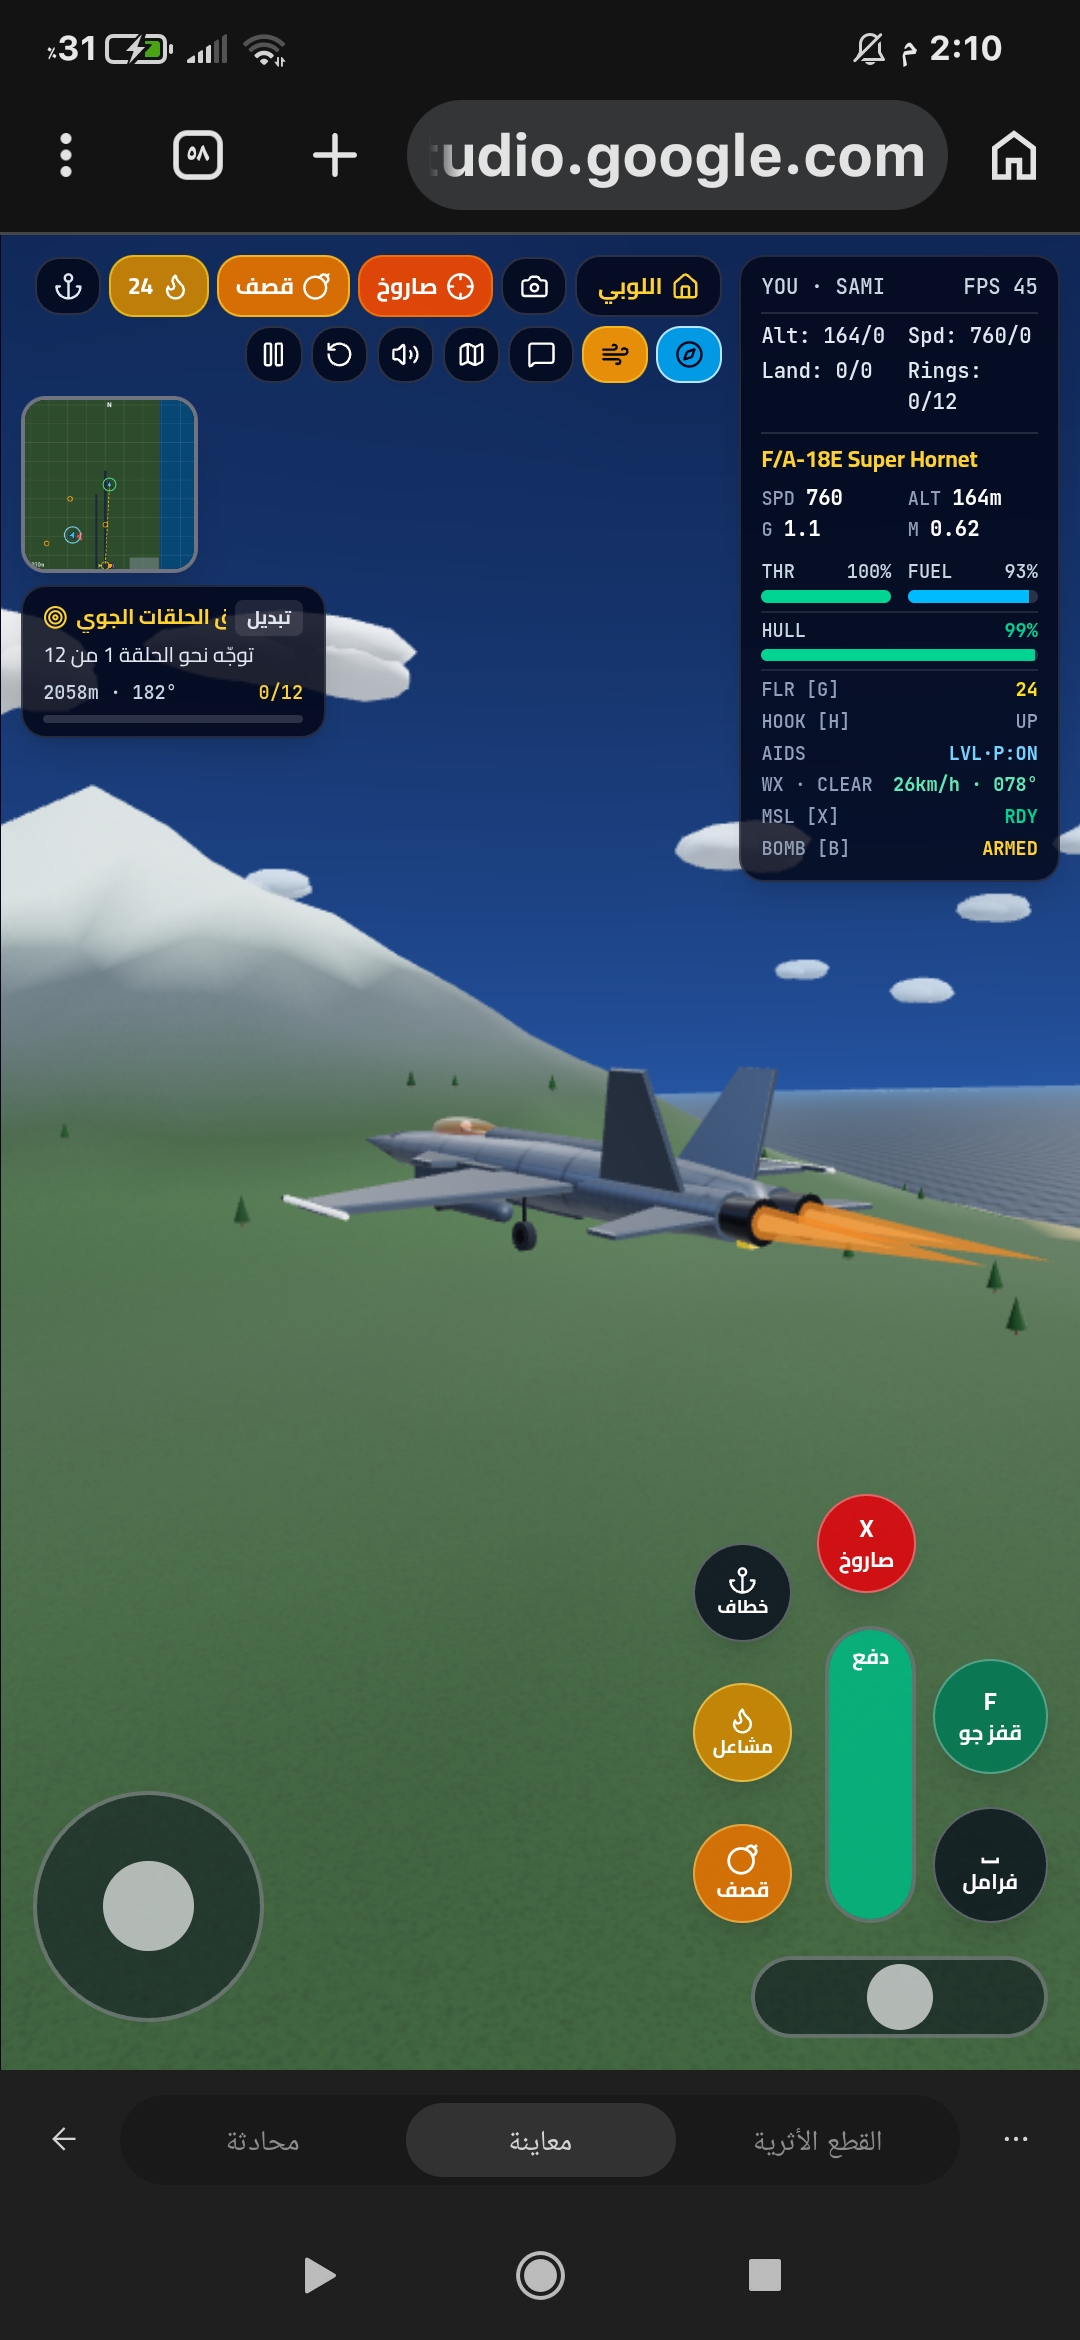 2:10 م
31٪
٥٨
tudio.google.com
اللوبي
صاروخ
قصف
24
YOU · SAMI FPS 45
Alt: 164/0 Spd: 760/0
Land: 0/0 Rings: 0/12
F/A-18E Super Hornet
SPD 760 ALT 164m
G 1.1 M 0.62
THR 100% FUEL 93%
HULL 99%
FLR [G] 24
HOOK [H] UP
AIDS LVL·P:ON
WX · CLEAR 26km/h · 078°
MSL [X] RDY
BOMB [B] ARMED
N
الحلقات الجوي
تبديل
توجّه نحو الحلقة 1 من 12
2058m · 182° 0/12
X
صاروخ
خطاف
دفع
مشاعل
F
قفز جو
قصف
فرامل
القطع الأثرية
معاينة
محادثة